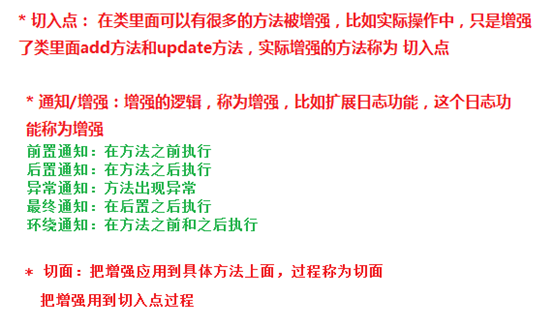 * 切入点： 在类里面可以有很多的方法被增强，比如实际操作中，只是增强
了类里面add方法和update方法，实际增强的方法称为 切入点
* 通知/增强：增强的逻辑，称为增强，比如扩展日志功能，这个日志功
能称为增强
前置通知：在方法之前执行
后置通知：在方法之后执行
异常通知：方法出现异常
最终通知：在后置之后执行
环绕通知：在方法之前和之后执行
* 切面：把增强应用到具体方法上面，过程称为切面
把增强用到切入点过程